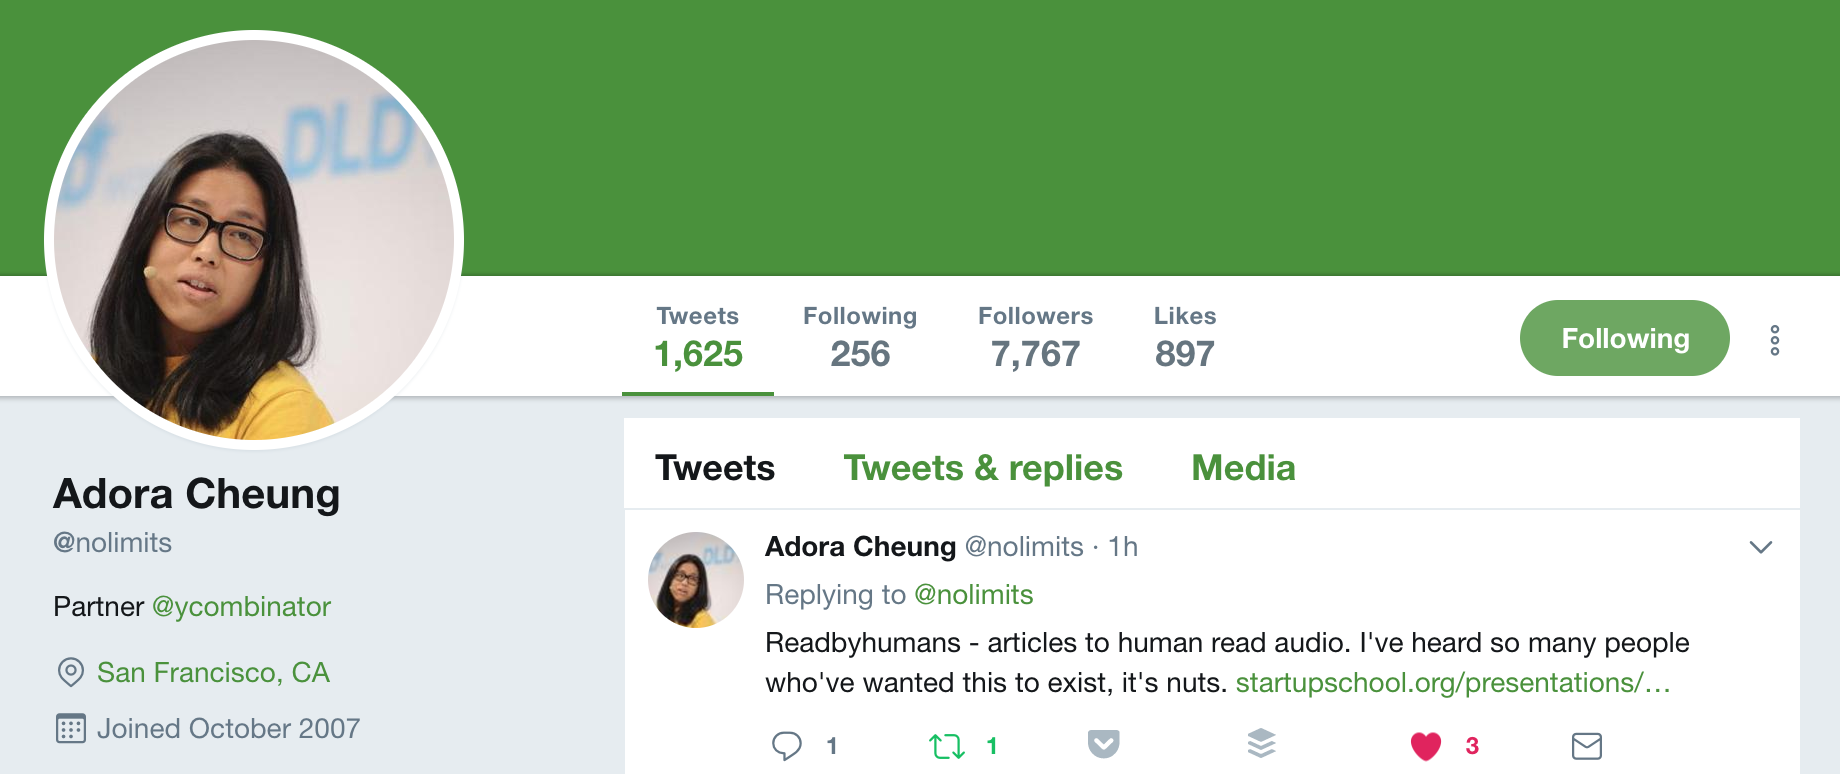 DLD
Tweets Following Followers Likes
1,625 256 7,767 897
Following
Adora Cheung
@nolimits
Partner @ycombinator
San Francisco, CA
Joined October 2007
Tweets Tweets & replies Media
Adora Cheung @nolimits · 1h
Replying to @nolimits
Readbyhumans - articles to human read audio. I've heard so many people
who've wanted this to exist, it's nuts. startupschool.org/presentations/…
1 1 3